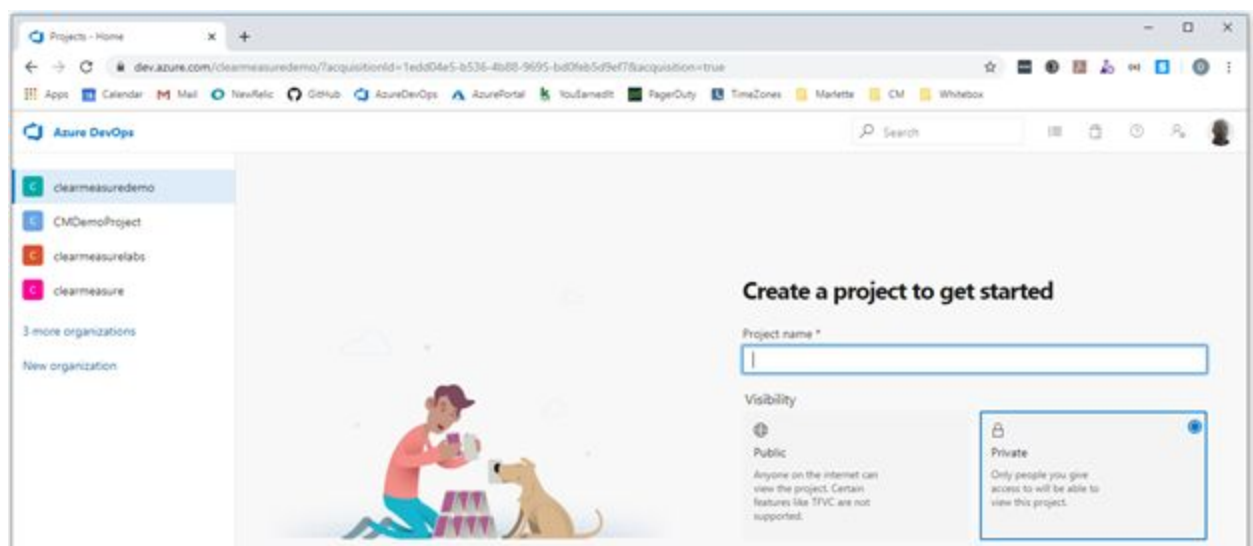 Projects - Home
dev.azure.com/clearmeasuredemo/?acquisitionId=1edd04e5-b536-4b88-9695-bd0feb5d9ef7&acquisition=true
Apps Calendar Mail NewRelic GitHub AzureDevOps AzurePortal YouEarnedIt PagerDuty TimeZones Marlette CM Whitebox
Azure DevOps
Search
C clearmeasuredemo
C CMDemoProject
C clearmeasurelabs
C clearmeasure
3 more organizations
New organization
Create a project to get started
Project name *
Visibility
Public
Anyone on the internet can
view the project. Certain
features like TFVC are not
supported.
Private
Only people you give
access to will be able to
view this project.